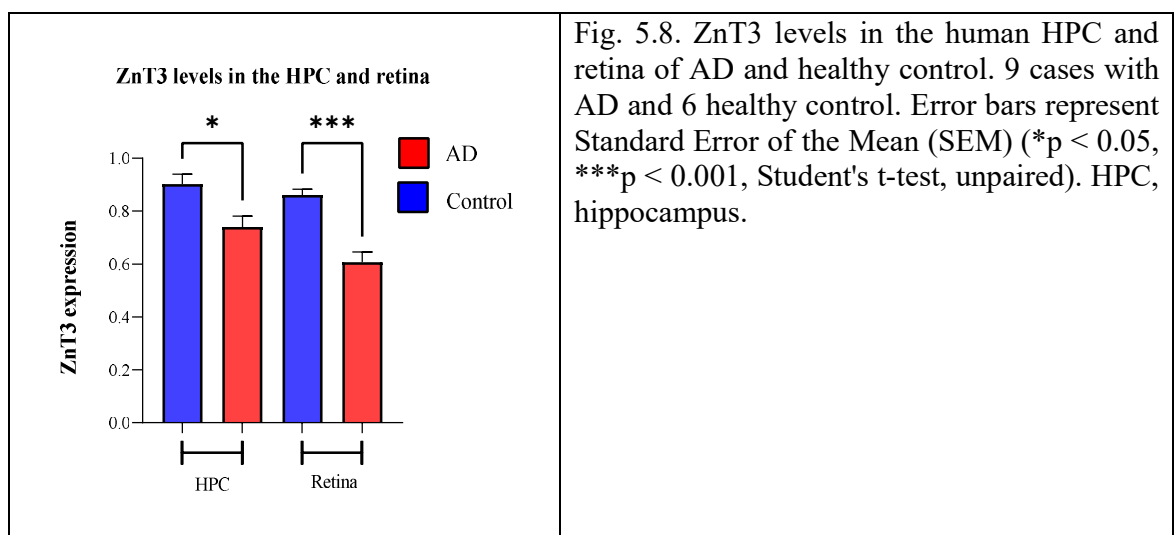 ZnT3 levels in the HPC and retina
*
***
AD
Control
1.0
0.8
0.6
0.4
0.2
0.0
ZnT3 expression
HPC
Retina
Fig. 5.8. ZnT3 levels in the human HPC and
retina of AD and healthy control. 9 cases with
AD and 6 healthy control. Error bars represent
Standard Error of the Mean (SEM) (*p < 0.05,
***p < 0.001, Student's t-test, unpaired). HPC,
hippocampus.